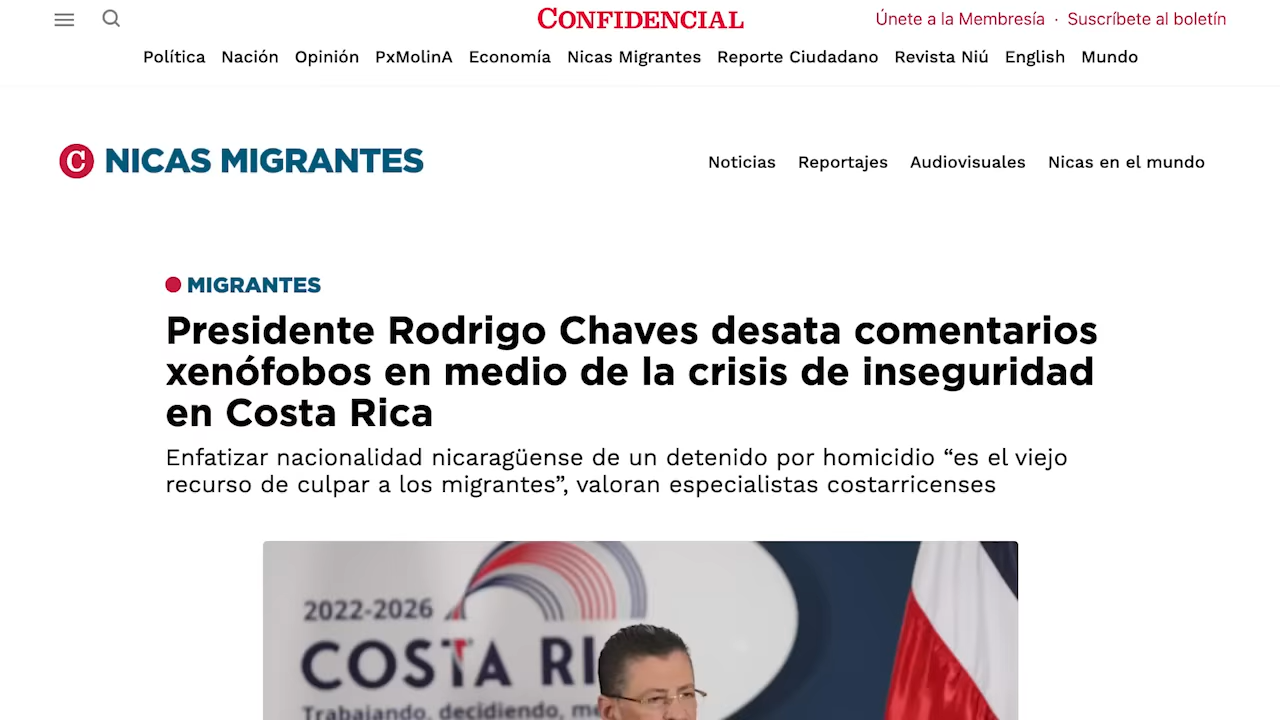 CONFIDENCIAL
Únete a la Membresía · Suscríbete al boletín
Política Nación Opinión PxMolinA Economía Nicas Migrantes Reporte Ciudadano Revista Niú English Mundo
C NICAS MIGRANTES
Noticias Reportajes Audiovisuales Nicas en el mundo
MIGRANTES
Presidente Rodrigo Chaves desata comentarios
xenófobos en medio de la crisis de inseguridad
en Costa Rica
Enfatizar nacionalidad nicaragüense de un detenido por homicidio “es el viejo
recurso de culpar a los migrantes”, valoran especialistas costarricenses
2022-2026
COSTA RI
Trabajando, decidiendo, me